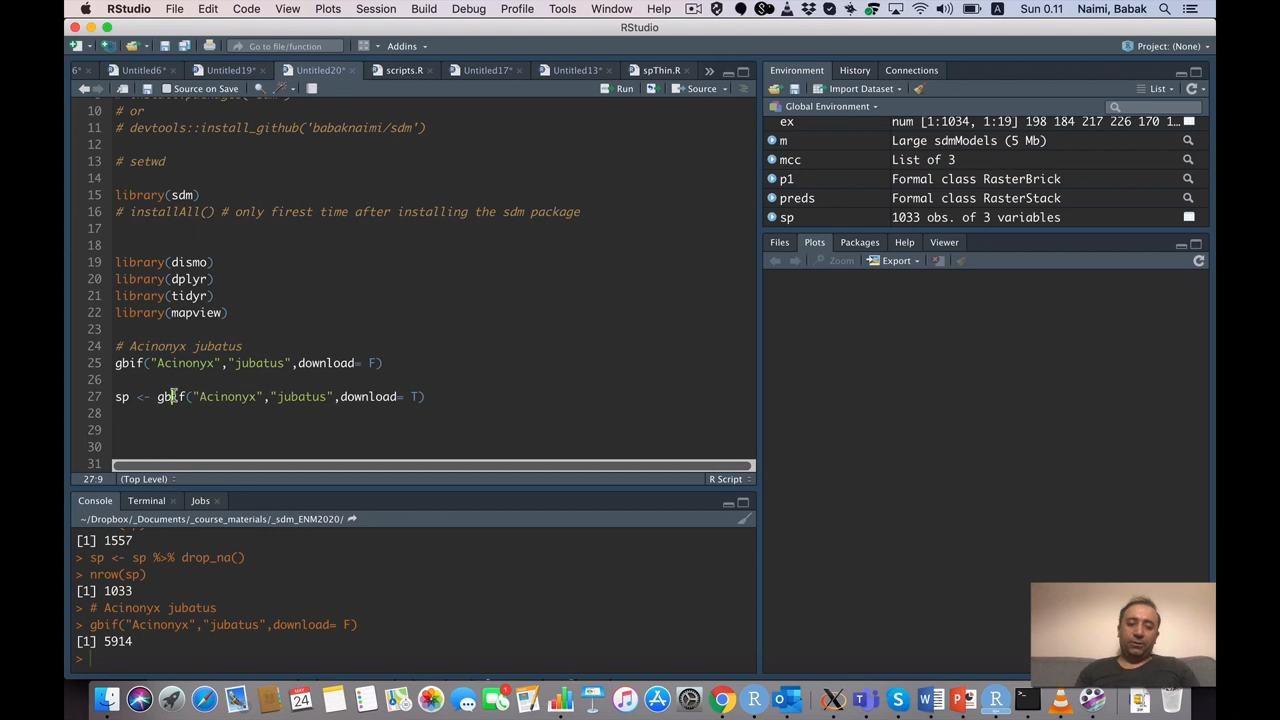 RStudio File Edit Code View Plots Session Build Debug Profile Tools Window Help Sun 0.11 Naimi, Babak
RStudio
Go to file/function Addins Project: (None)
6* Untitled6* Untitled19* Untitled20* scripts.R Untitled17* Untitled13* spThin.R
Source on Save Run Source
10 # or
11 # devtools::install_github('babaknaimi/sdm')
12
13 # setwd
14
15 library(sdm)
16 # installAll() # only firest time after installing the sdm package
17
18
19 library(dismo)
20 library(dplyr)
21 library(tidyr)
22 library(mapview)
23
24 # Acinonyx jubatus
25 gbif("Acinonyx","jubatus",download= F)
26
27 sp <- gbif("Acinonyx","jubatus",download= T)
28
29
30
31
27:9 (Top Level) R Script
Console Terminal Jobs
~/Dropbox/_Documents/_course_materials/_sdm_ENM2020/
[1] 1557
> sp <- sp %>% drop_na()
> nrow(sp)
[1] 1033
> # Acinonyx jubatus
> gbif("Acinonyx","jubatus",download= F)
[1] 5914
>
Environment History Connections
Import Dataset List
Global Environment
ex num [1:1034, 1:19] 198 184 217 226 170 1...
m Large sdmModels (5 Mb)
mcc List of 3
p1 Formal class RasterBrick
preds Formal class RasterStack
sp 1033 obs. of 3 variables
Files Plots Packages Help Viewer
Zoom Export